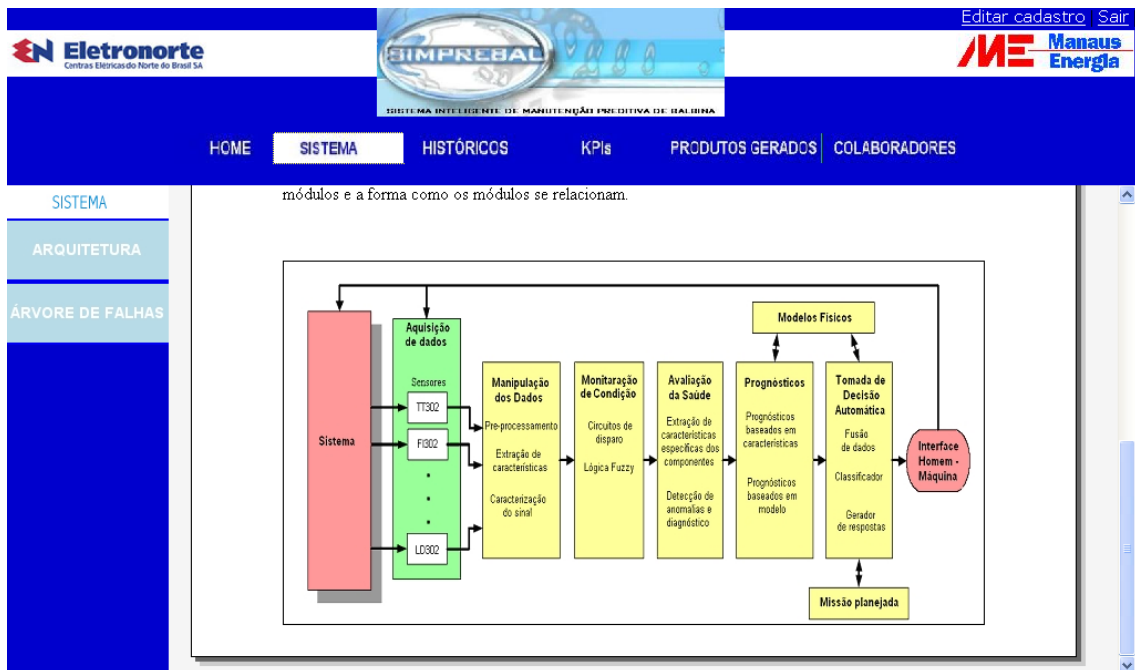 Editar cadastro Sair
Eletronorte
Centrais Elétricas do Norte do Brasil SA
SIMPREBAL
SISTEMA INTELIGENTE DE MANUTENÇÃO PREDITIVA DE BALBINA
ME Manaus
Energia
HOME SISTEMA HISTÓRICOS KPIs PRODUTOS GERADOS COLABORADORES
SISTEMA
ARQUITETURA
ÁRVORE DE FALHAS
módulos e a forma como os módulos se relacionam.
Sistema
Aquisição
de dados
Sensores
TT302
FI302
LD302
Manipulação
dos Dados
Pre-processamento
Extração de
características
Caracterização
do sinal
Monitaração
de Condição
Circuitos de
disparo
Lógica Fuzzy
Avaliação
da Saúde
Extração de
características
específicas dos
componentes
Detecção de
anomalias e
diagnóstico
Modelos Físicos
Prognósticos
Prognósticos
baseados em
características
Prognósticos
baseados em
modelo
Tomada de
Decisão
Automática
Fusão
de dados
Classificador
Gerador
de respostas
Interface
Homem -
Máquina
Missão planejada